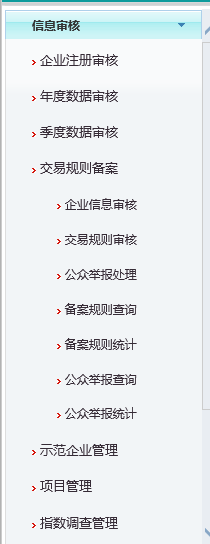 信息审核
企业注册审核
年度数据审核
季度数据审核
交易规则备案
企业信息审核
交易规则审核
公众举报处理
备案规则查询
备案规则统计
公众举报查询
公众举报统计
示范企业管理
项目管理
指数调查管理